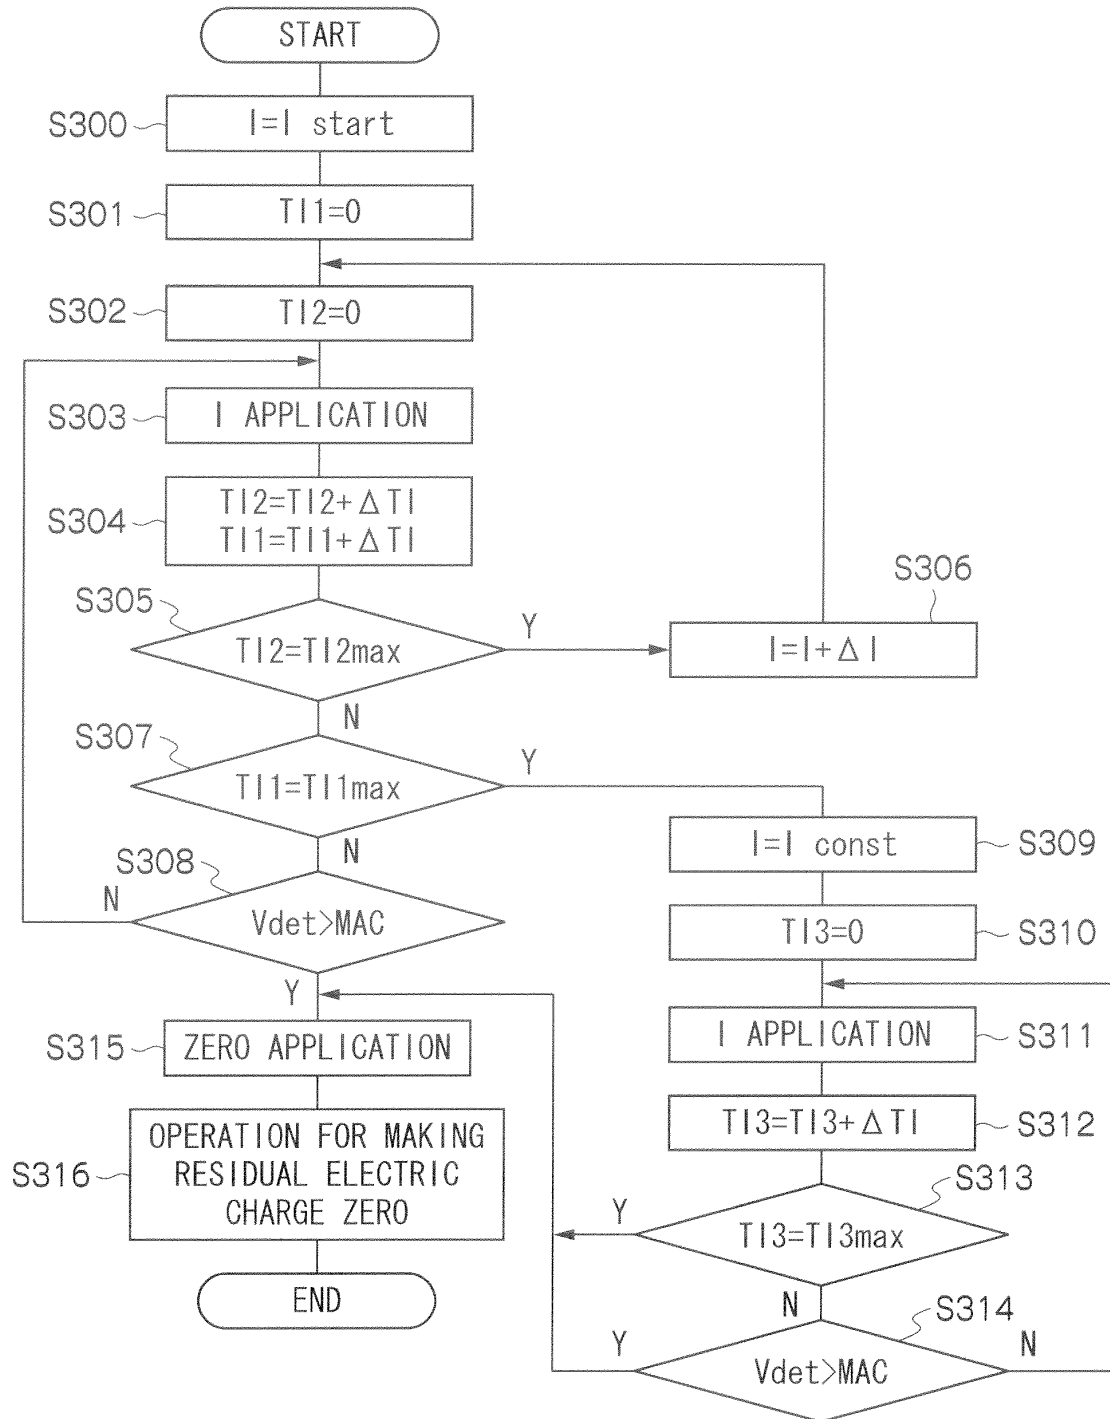 START
S300
I=I start
S301
TI1=0
S302
TI2=0
S303
I APPLICATION
S304
TI2=TI2+ΔTI
TI1=TI1+ΔTI
S305
TI2=TI2max
Y
S306
I=I+ΔI
N
S307
TI1=TI1max
Y
N
S308
Vdet>MAC
N
Y
I=I const
S309
TI3=0
S310
I APPLICATION
S311
TI3=TI3+ΔTI
S312
S313
TI3=TI3max
Y
N
S314
Vdet>MAC
Y
N
S315
ZERO APPLICATION
S316
OPERATION FOR MAKING
RESIDUAL ELECTRIC
CHARGE ZERO
END